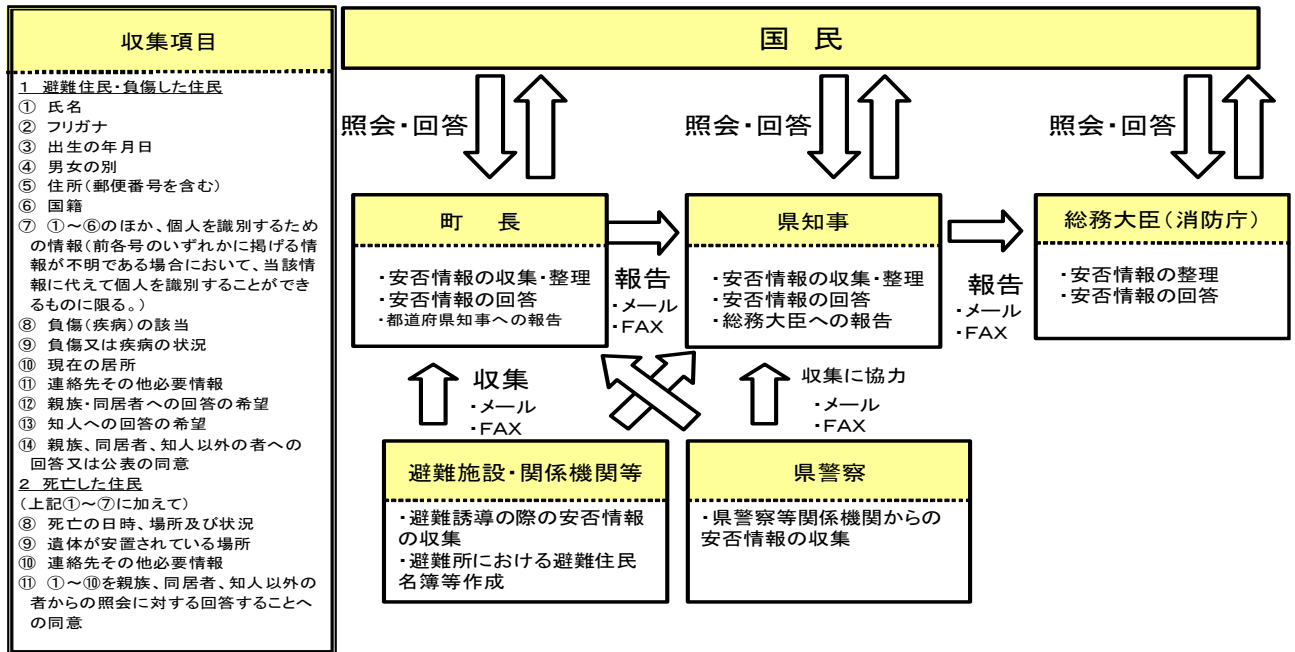 収集項目
1 避難住民・負傷した住民
① 氏名
② フリガナ
③ 出生の年月日
④ 男女の別
⑤ 住所(郵便番号を含む)
⑥ 国籍
⑦ ①~⑥のほか、個人を識別するため
の情報(前各号のいずれかに掲げる情
報が不明である場合において、当該情
報に代えて個人を識別することができ
るものに限る。)
⑧ 負傷(疾病)の該当
⑨ 負傷又は疾病の状況
⑩ 現在の居所
⑪ 連絡先その他必要情報
⑫ 親族・同居者への回答の希望
⑬ 知人への回答の希望
⑭ 親族、同居者、知人以外の者への
回答又は公表の同意
2 死亡した住民
(上記①~⑦に加えて)
⑧ 死亡の日時、場所及び状況
⑨ 遺体が安置されている場所
⑩ 連絡先その他必要情報
⑪ ①~⑩を親族、同居者、知人以外の
者からの照会に対する回答することへ
の同意
国 民
照会・回答
照会・回答
照会・回答
町 長
・安否情報の収集・整理
・安否情報の回答
・都道府県知事への報告
報告
・メール
・FAX
県知事
・安否情報の収集・整理
・安否情報の回答
・総務大臣への報告
報告
・メール
・FAX
総務大臣(消防庁)
・安否情報の整理
・安否情報の回答
収集
・メール
・FAX
収集に協力
・メール
・FAX
避難施設・関係機関等
・避難誘導の際の安否情報
の収集
・避難所における避難住民
名簿等作成
県警察
・県警察等関係機関からの
安否情報の収集